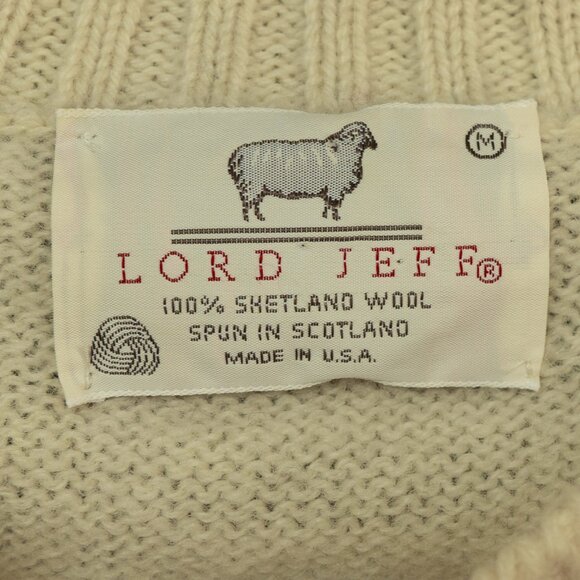 M
LORD JEFF®
100% SHETLAND WOOL
SPUN IN SCOTLAND
MADE IN U.S.A.